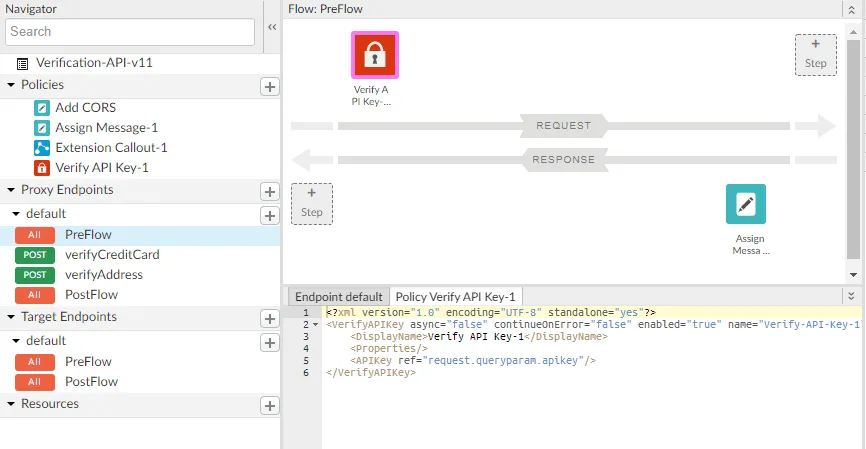 Navigator
Search
Verification-API-v11
Policies
Add CORS
Assign Message-1
Extension Callout-1
Verify API Key-1
Proxy Endpoints
default
All PreFlow
POST verifyCreditCard
POST verifyAddress
All PostFlow
Target Endpoints
default
All PreFlow
All PostFlow
Resources
Flow: PreFlow
Verify A
PI Key-...
+
Step
REQUEST
RESPONSE
+
Step
Assign
Messa ...
Endpoint default
Policy Verify API Key-1
1 <?xml version="1.0" encoding="UTF-8" standalone="yes"?>
2 <VerifyAPIKey async="false" continueOnError="false" enabled="true" name="Verify-API-Key-1"
3 <DisplayName>Verify API Key-1</DisplayName>
4 <Properties/>
5 <APIKey ref="request.queryparam.apikey"/>
6 </VerifyAPIKey>